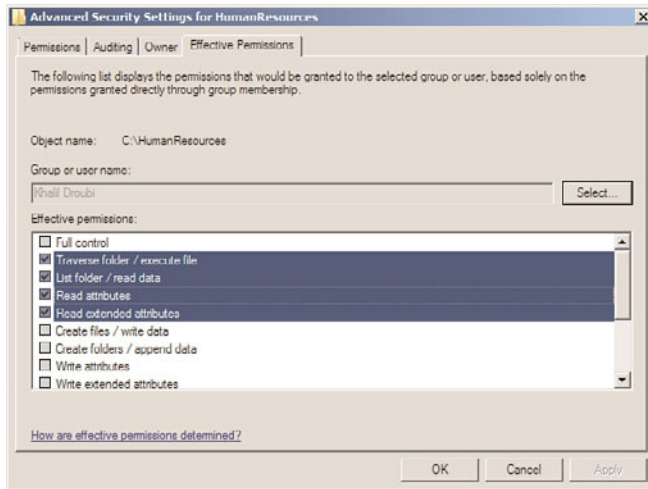 Advanced Security Settings for HumanResources
Permissions Auditing Owner Effective Permissions
The following list displays the permissions that would be granted to the selected group or user, based solely on the
permissions granted directly through group membership.
Object name: C:\HumanResources
Group or user name:
Khalil Droubi Select...
Effective permissions:
Full control
Traverse folder / execute file
List folder / read data
Read attributes
Read extended attributes
Create files / write data
Create folders / append data
Write attributes
Write extended attributes
How are effective permissions determined?
OK Cancel Apply